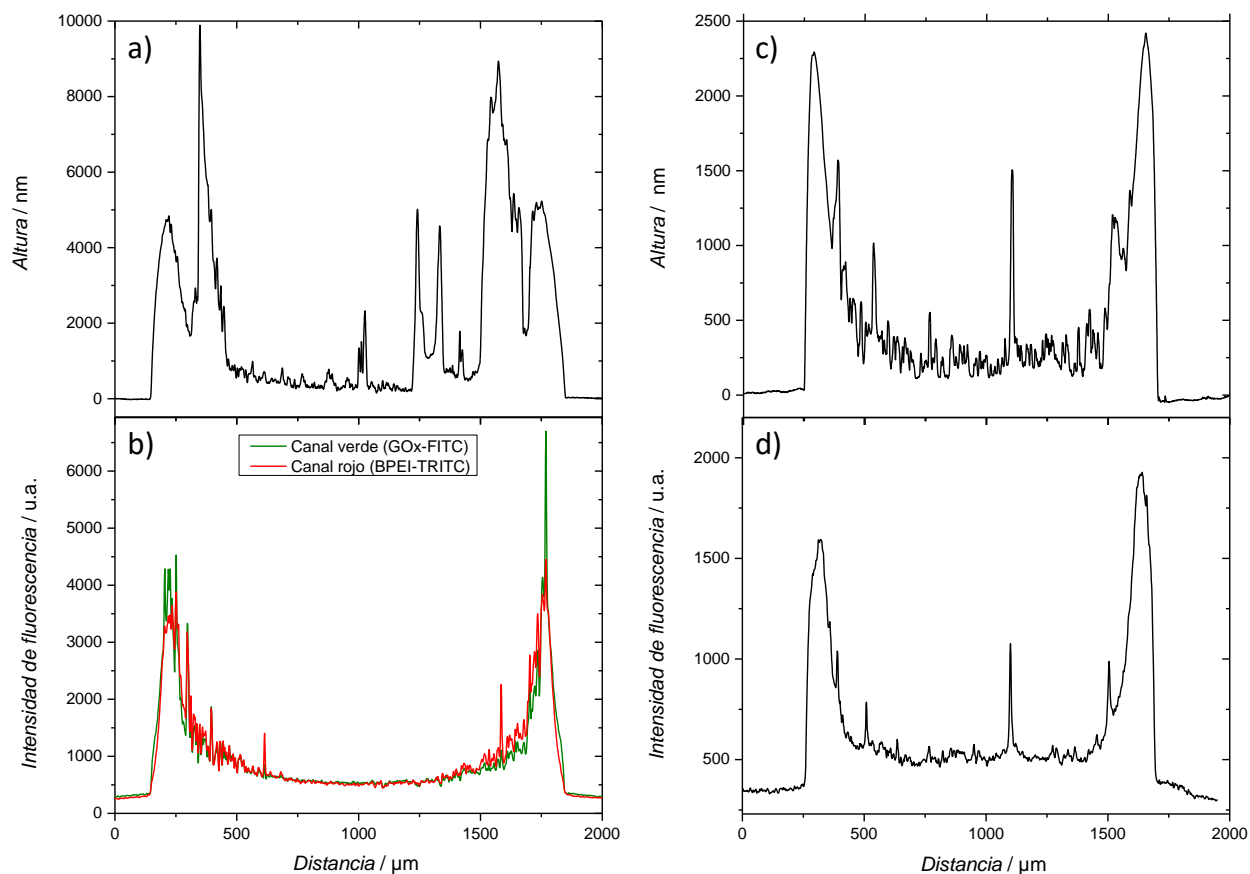 a)
Altura / nm
10000
8000
6000
4000
2000
0
b)
Canal verde (GOx-FITC)
Canal rojo (BPEI-TRITC)
Intensidad de fluorescencia / u.a.
6000
5000
4000
3000
2000
1000
0
0 500 1000 1500 2000
Distancia / µm
c)
Altura / nm
2500
2000
1500
1000
500
0
d)
Intensidad de fluorescencia / u.a.
2000
1500
1000
500
0 500 1000 1500 2000
Distancia / µm